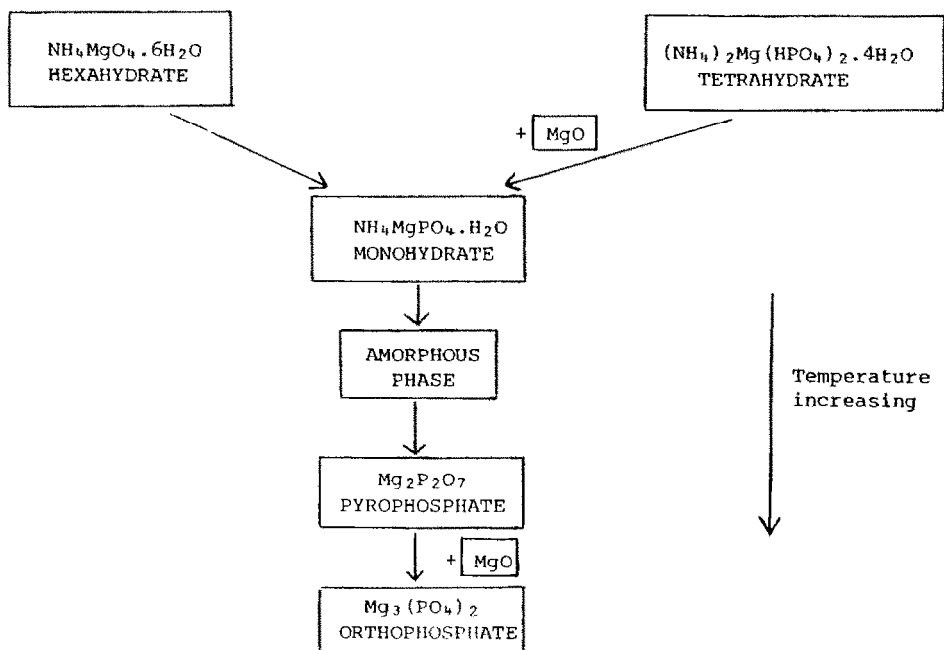 NH₄MgO₄.6H₂O
HEXAHYDRATE
(NH₄)₂Mg(HPO₄)₂.4H₂O
TETRAHYDRATE
+ MgO
NH₄MgPO₄.H₂O
MONOHYDRATE
AMORPHOUS
PHASE
Temperature
increasing
Mg₂P₂O₇
PYROPHOSPHATE
+ MgO
Mg₃(PO₄)₂
ORTHOPHOSPHATE